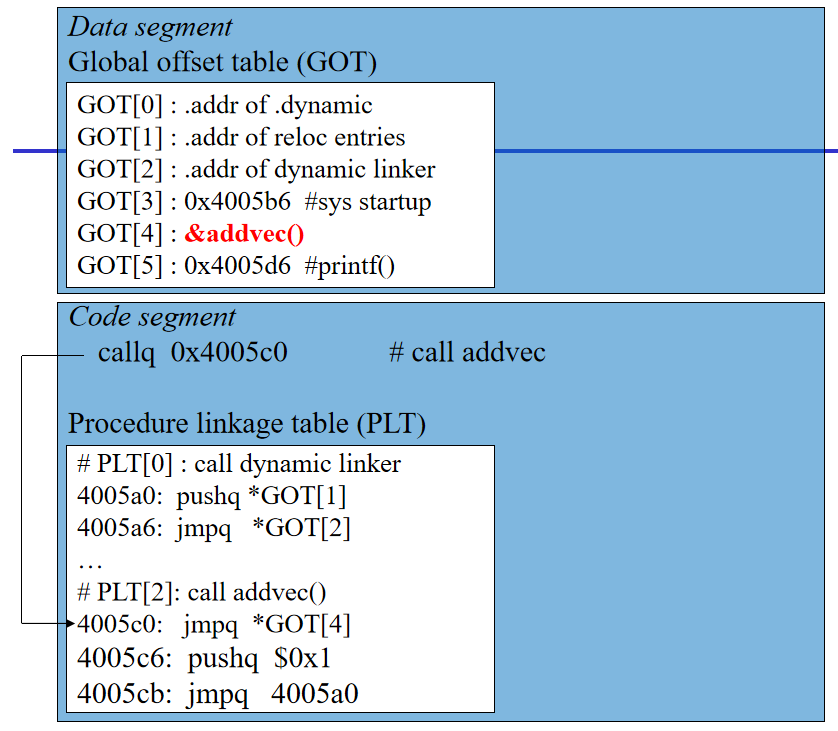 Data segment
Global offset table (GOT)
GOT[0] : .addr of .dynamic
GOT[1] : .addr of reloc entries
GOT[2] : .addr of dynamic linker
GOT[3] : 0x4005b6 #sys startup
GOT[4] : &addvec()
GOT[5] : 0x4005d6 #printf()
Code segment
callq 0x4005c0 # call addvec
Procedure linkage table (PLT)
# PLT[0] : call dynamic linker
4005a0: pushq *GOT[1]
4005a6: jmpq *GOT[2]
…
# PLT[2]: call addvec()
4005c0: jmpq *GOT[4]
4005c6: pushq $0x1
4005cb: jmpq 4005a0